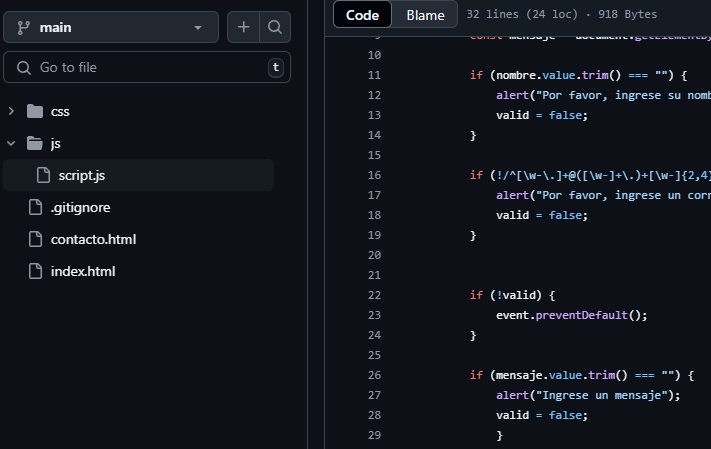 main
Go to file
t
css
js
script.js
.gitignore
contacto.html
index.html
Code Blame 32 lines (24 loc) · 918 Bytes
9 const mensaje = document.getElementBy
10
11 if (nombre.value.trim() === "") {
12 alert("Por favor, ingrese su nomb
13 valid = false;
14 }
15
16 if (!/^[\w-\.]+@([\w-]+\.)+[\w-]{2,4}
17 alert("Por favor, ingrese un corr
18 valid = false;
19 }
20
21
22 if (!valid) {
23 event.preventDefault();
24 }
25
26 if (mensaje.value.trim() === "") {
27 alert("Ingrese un mensaje");
28 valid = false;
29 }